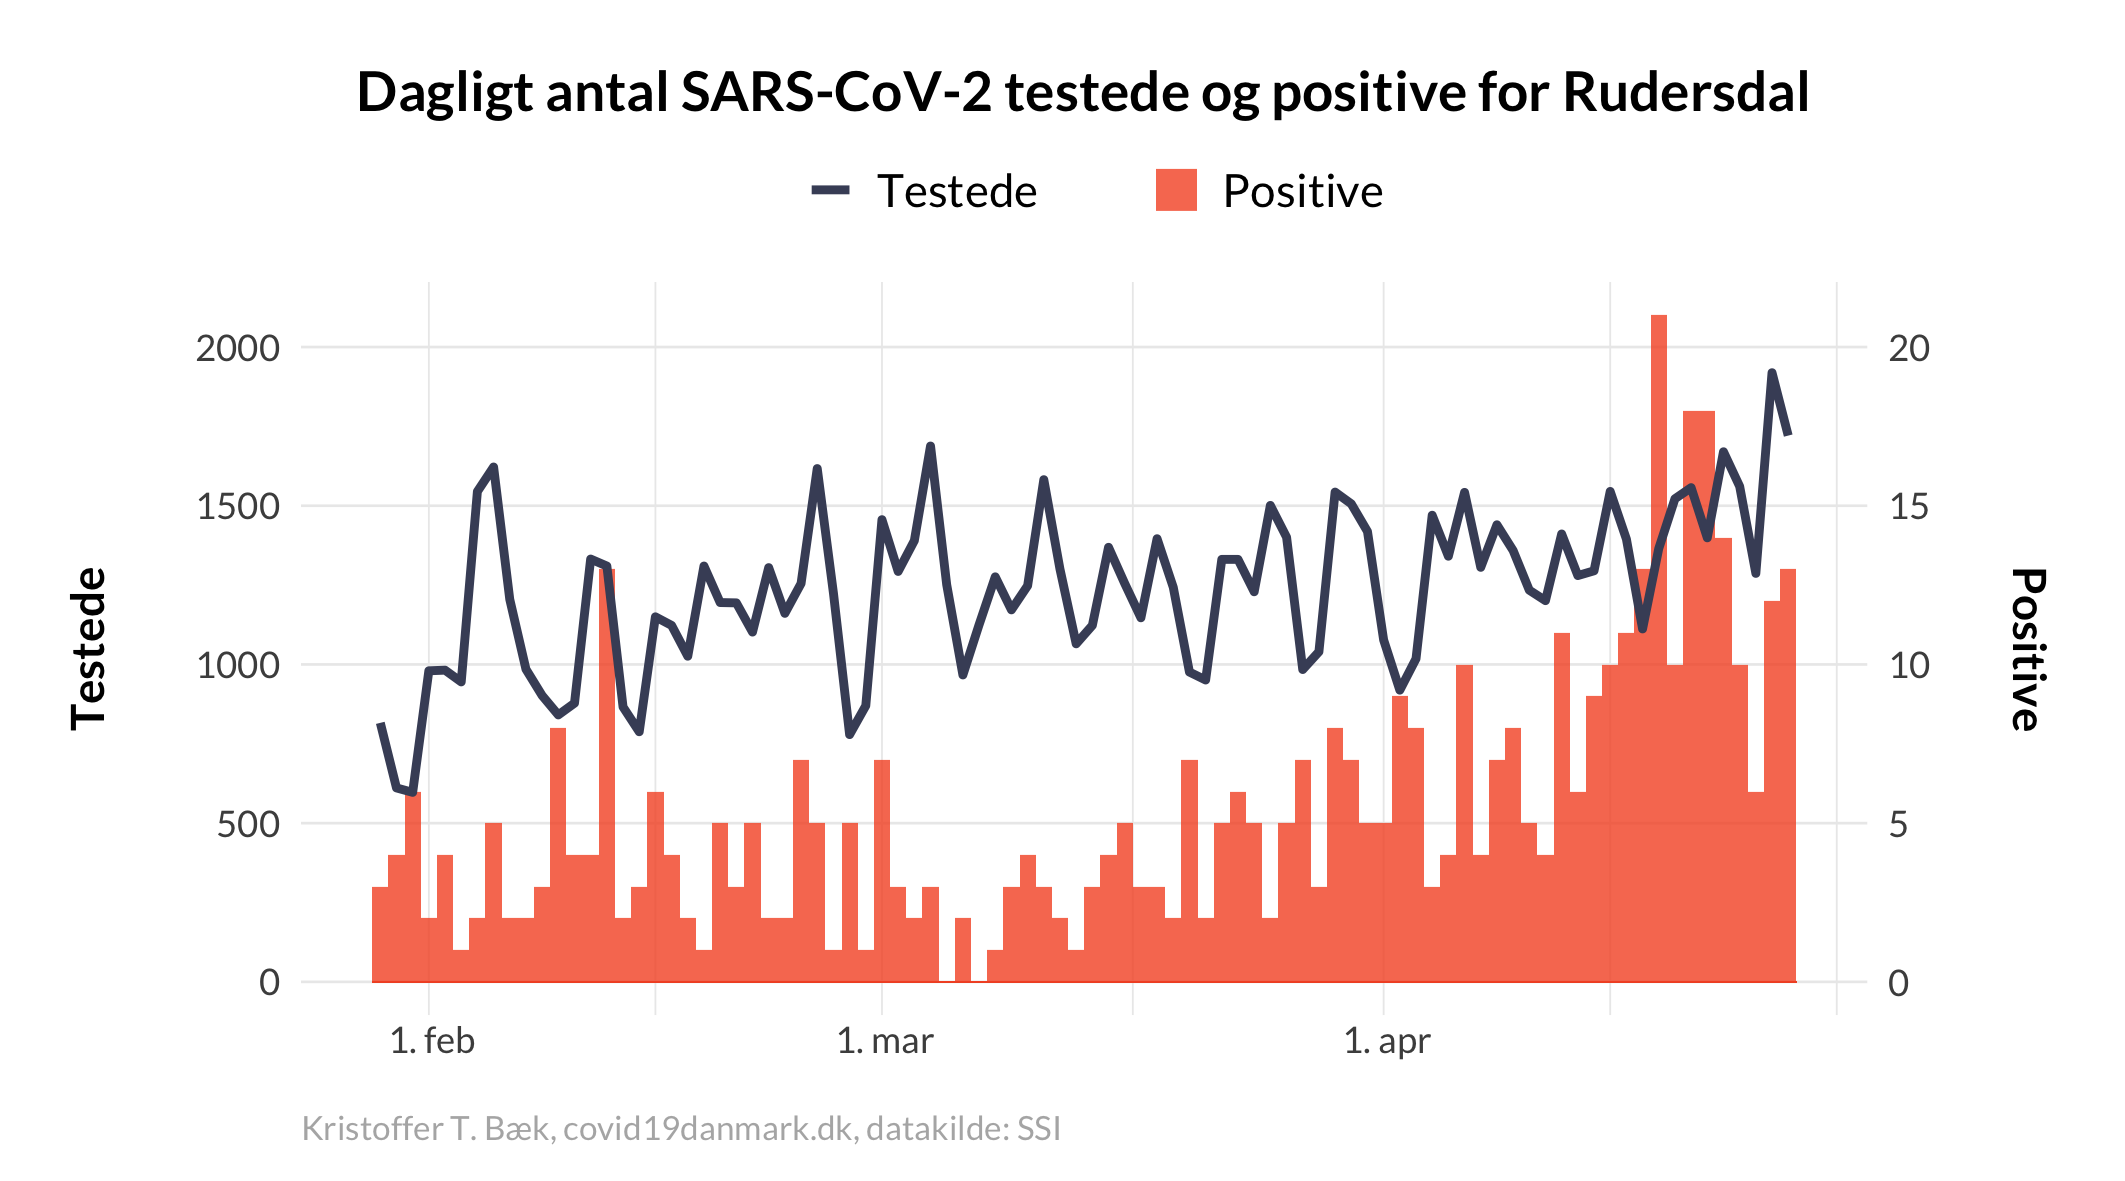 Dagligt antal SARS-CoV-2 testede og positive for Rudersdal
Testede Positive
2000 20
1500 15
1000 10
500 5
0 0
Testede
Positive
1. feb 1. mar 1. apr
Kristoffer T. Bæk, covid19danmark.dk, datakilde: SSI